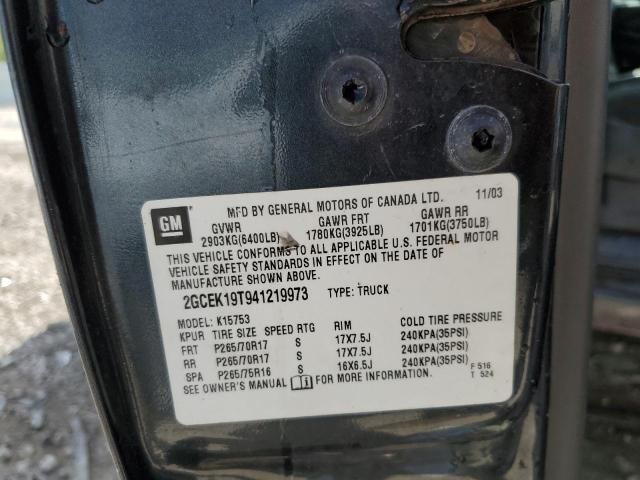 GM
MFD BY GENERAL MOTORS OF CANADA LTD. 11/03
GVWR GAWR FRT GAWR RR
2903KG(6400LB) 1780KG(3925LB) 1701KG(3750LB)
THIS VEHICLE CONFORMS TO ALL APPLICABLE U.S. FEDERAL MOTOR
VEHICLE SAFETY STANDARDS IN EFFECT ON THE DATE OF
MANUFACTURE SHOWN ABOVE.
2GCEK19T941219973 TYPE: TRUCK
MODEL: K15753
KPUR TIRE SIZE SPEED RTG RIM COLD TIRE PRESSURE
FRT P265/70R17 S 17X7.5J 240KPA(35PSI)
RR P265/70R17 S 17X7.5J 240KPA(35PSI)
SPA P265/75R16 S 16X6.5J 240KPA(35PSI)
SEE OWNER'S MANUAL FOR MORE INFORMATION. F 516
T 524